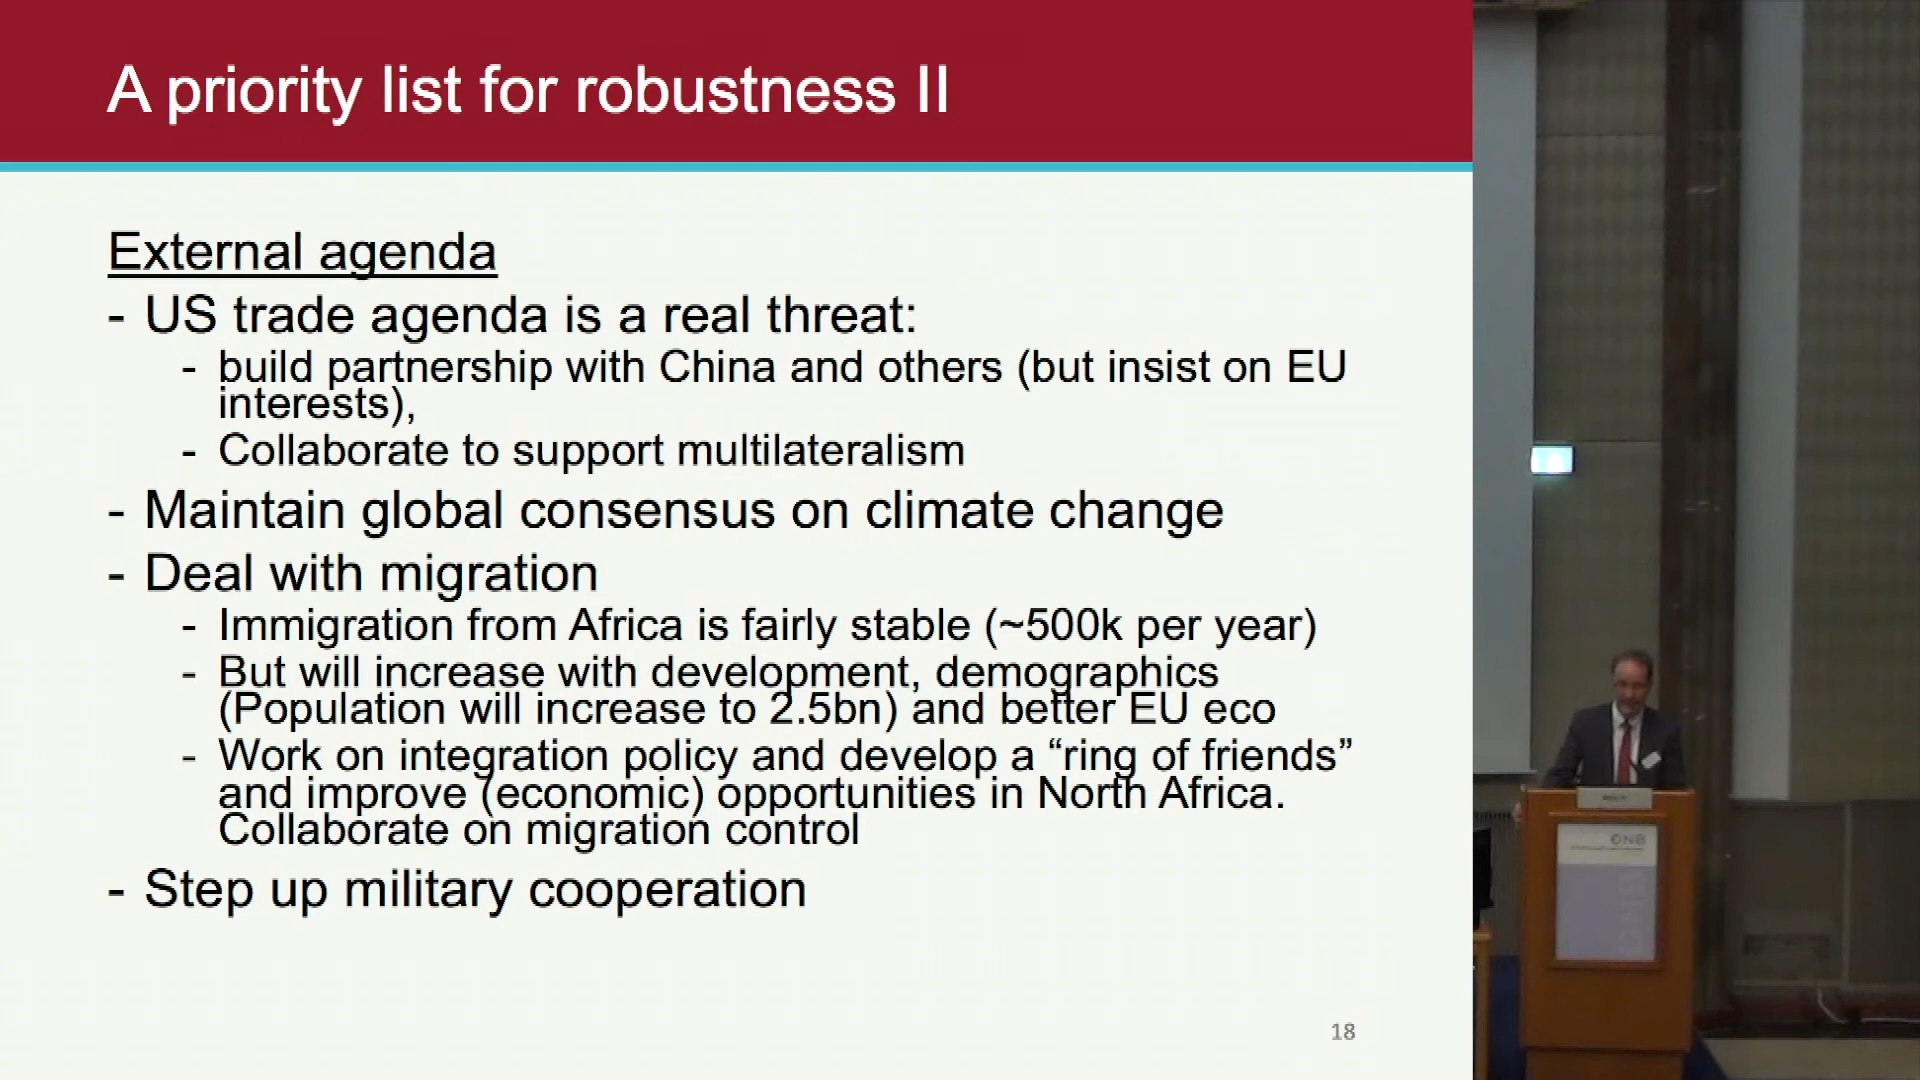 A priority list for robustness II
External agenda
- US trade agenda is a real threat:
- build partnership with China and others (but insist on EU
interests),
- Collaborate to support multilateralism
- Maintain global consensus on climate change
- Deal with migration
- Immigration from Africa is fairly stable (~500k per year)
- But will increase with development, demographics
(Population will increase to 2.5bn) and better EU eco
- Work on integration policy and develop a “ring of friends”
and improve (economic) opportunities in North Africa.
Collaborate on migration control
- Step up military cooperation
18